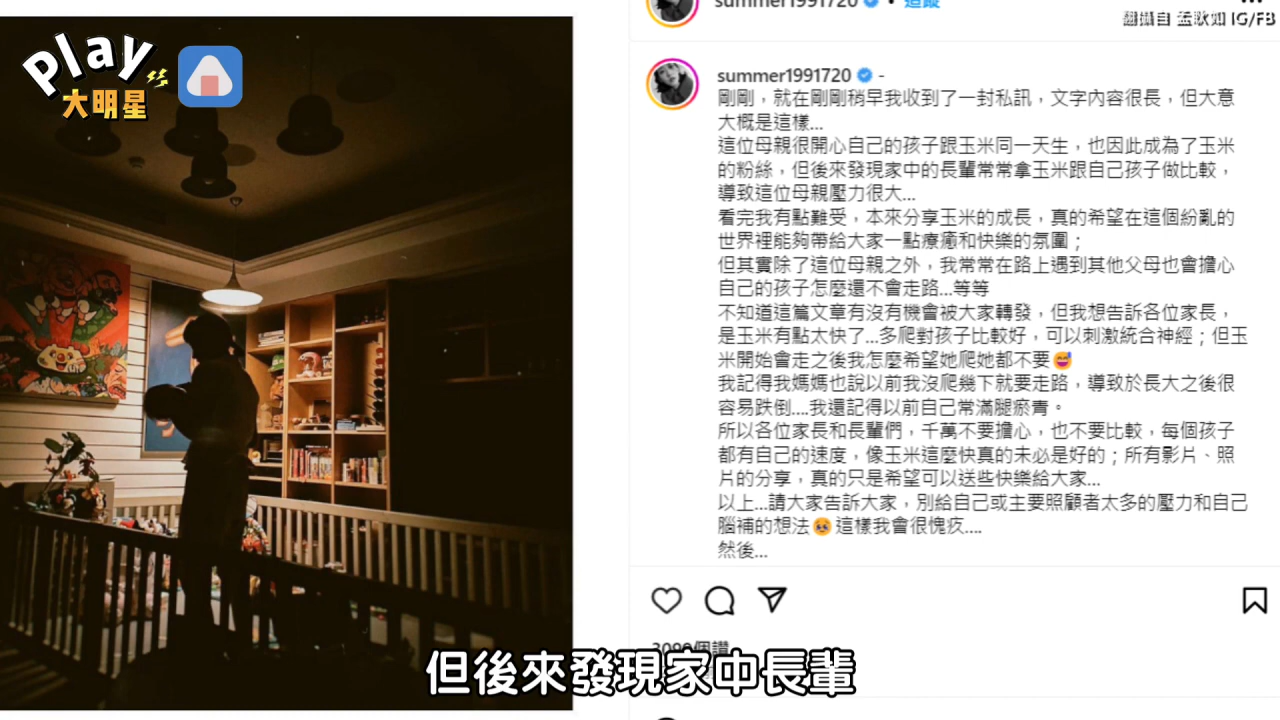 summer1991720 • 追蹤
翻攝自 孟耿如 IG/FB
Play
大明星
summer1991720 -
剛剛，就在剛剛稍早我收到了一封私訊，文字內容很長，但大意
大概是這樣...
這位母親很開心自己的孩子跟玉米同一天生，也因此成為了玉米
的粉絲，但後來發現家中的長輩常常拿玉米跟自己孩子做比較，
導致這位母親壓力很大...
看完我有點難受，本來分享玉米的成長，真的希望在這個紛亂的
世界裡能夠帶給大家一點療癒和快樂的氛圍；
但其實除了這位母親之外，我常常在路上遇到其他父母也會擔心
自己的孩子怎麼還不會走路...等等
不知道這篇文章有沒有機會被大家轉發，但我想告訴各位家長，
是玉米有點太快了...多爬對孩子比較好，可以刺激統合神經；但玉
米開始會走之後我怎麼希望她爬她都不要😅
我記得我媽媽也說以前我沒爬幾下就要走路，導致於長大之後很
容易跌倒....我還記得以前自己常滿腿瘀青。
所以各位家長和長輩們，千萬不要擔心，也不要比較，每個孩子
都有自己的速度，像玉米這麼快真的未必是好的；所有影片、照
片的分享，真的只是希望可以送些快樂給大家...
以上...請大家告訴大家，別給自己或主要照顧者太多的壓力和自己
腦補的想法🥹這樣我會很愧疚....
然後...
3090個讚
但後來發現家中長輩